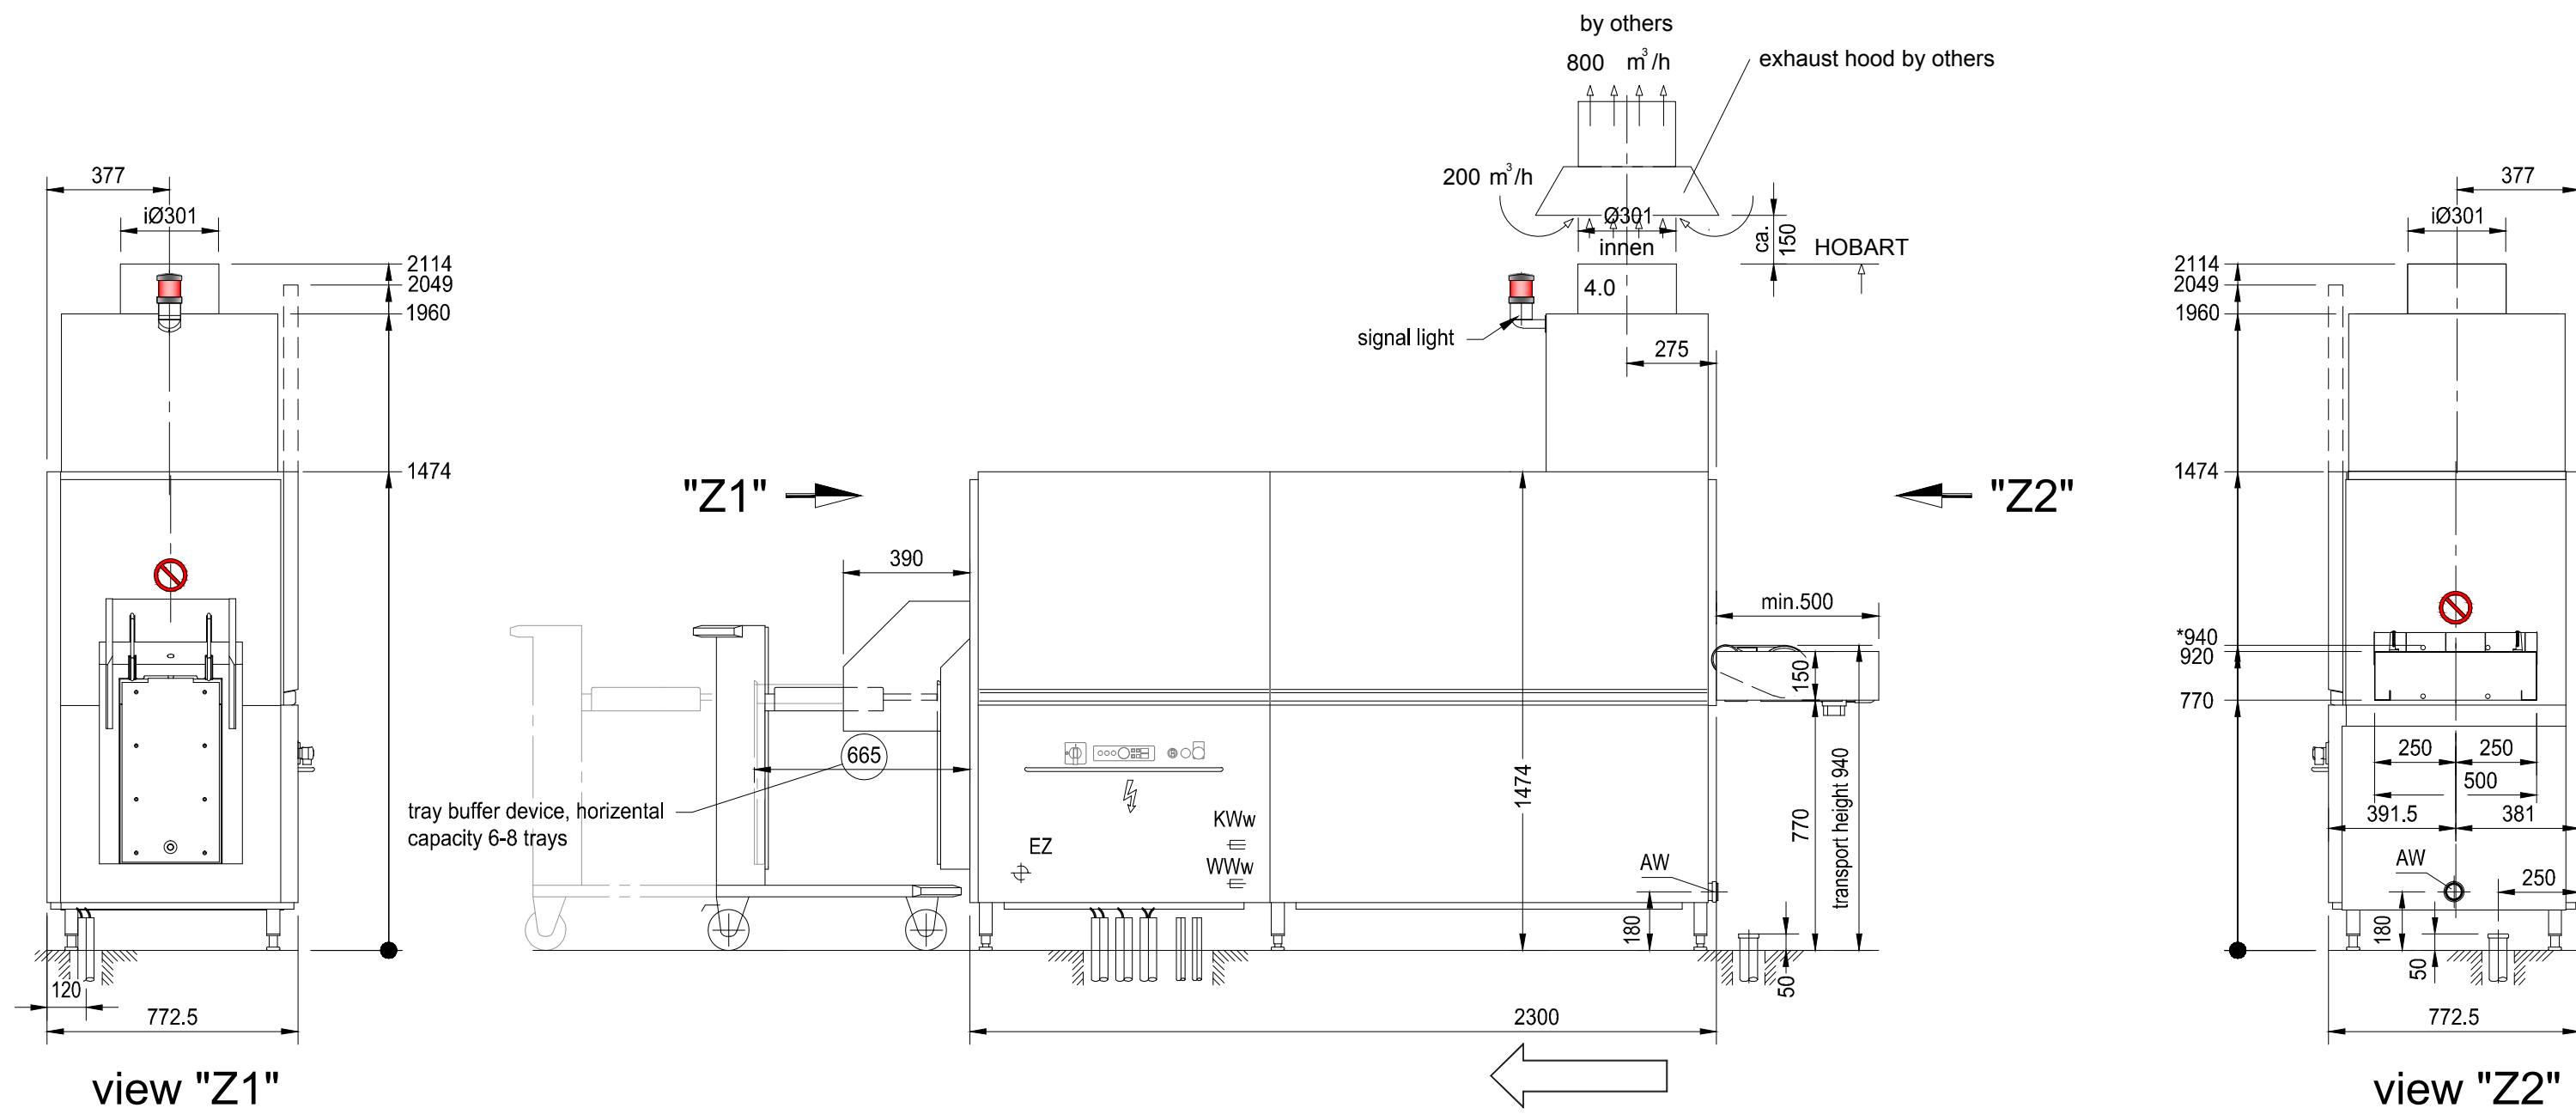 by others
800 m³/h
exhaust hood by others
200 m³/h
Ø301
innen
ca. 150
HOBART
4.0
signal light
275
377
iØ301
2114
2049
1960
1474
120
772.5
view "Z1"
"Z1"
"Z2"
390
665
tray buffer device, horizental
capacity 6-8 trays
EZ
KWw
WWw
AW
1474
180
50
2300
min.500
150
770
transport height 940
377
iØ301
2114
2049
1960
1474
*940
920
770
250
250
500
391.5
381
AW
250
180
50
772.5
view "Z2"